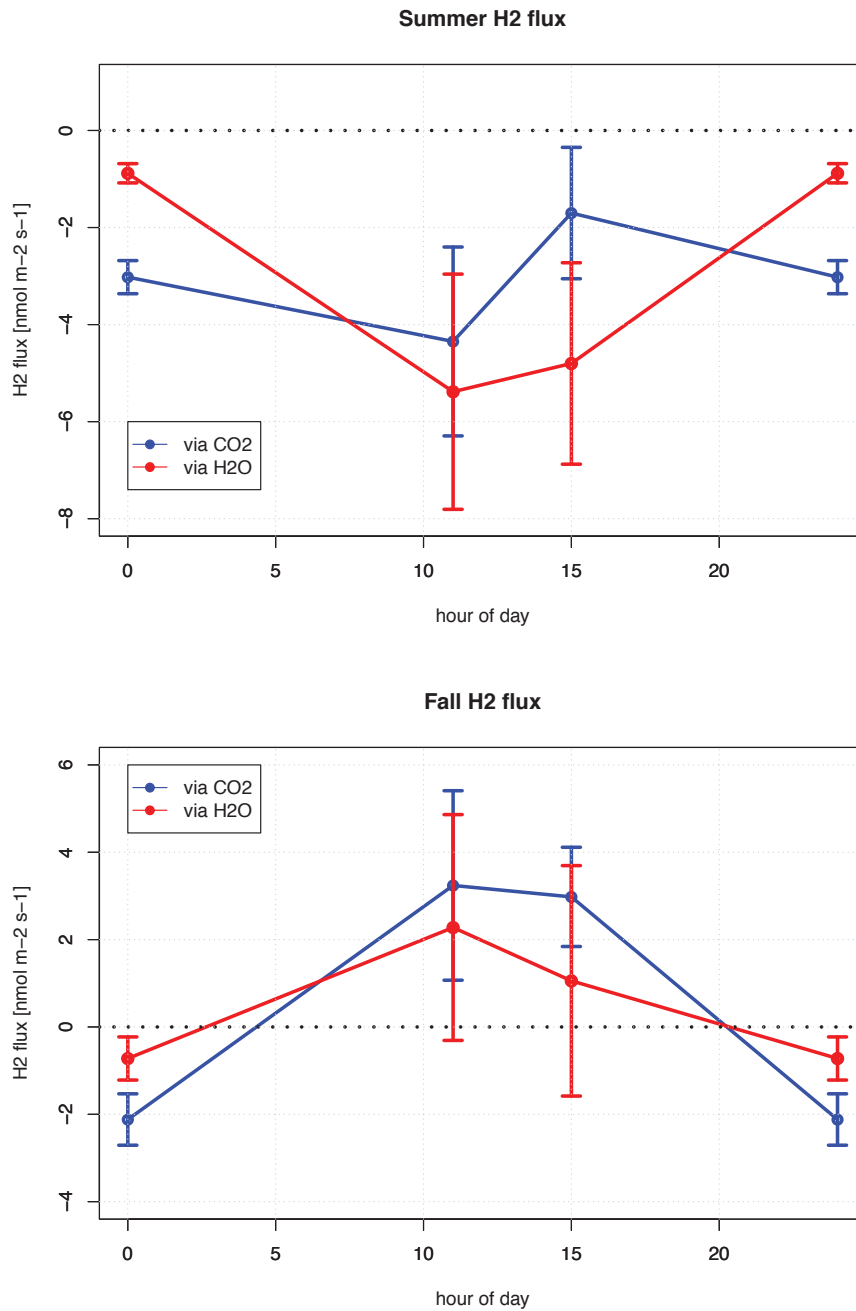 Summer H2 flux
H2 flux [nmol m−2 s−1]
0
−2
−4
−6
−8
via CO2
via H2O
0 5 10 15 20
hour of day
Fall H2 flux
H2 flux [nmol m−2 s−1]
6
4
2
0
−2
−4
via CO2
via H2O
0 5 10 15 20
hour of day